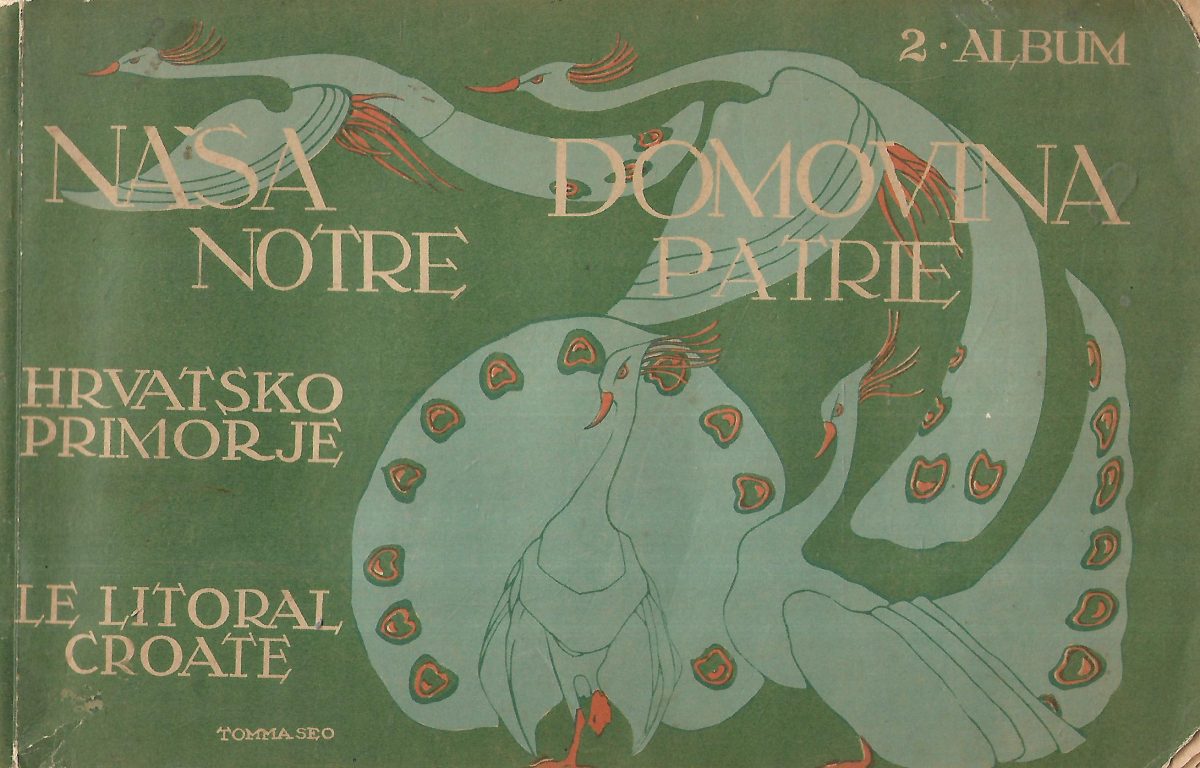 2 · ALBUM
NAŠA DOMOVINA
NOTRE PATRIE
HRVATSKO
PRIMORJE
LE LITORAL
CROATE
TOMMASEO